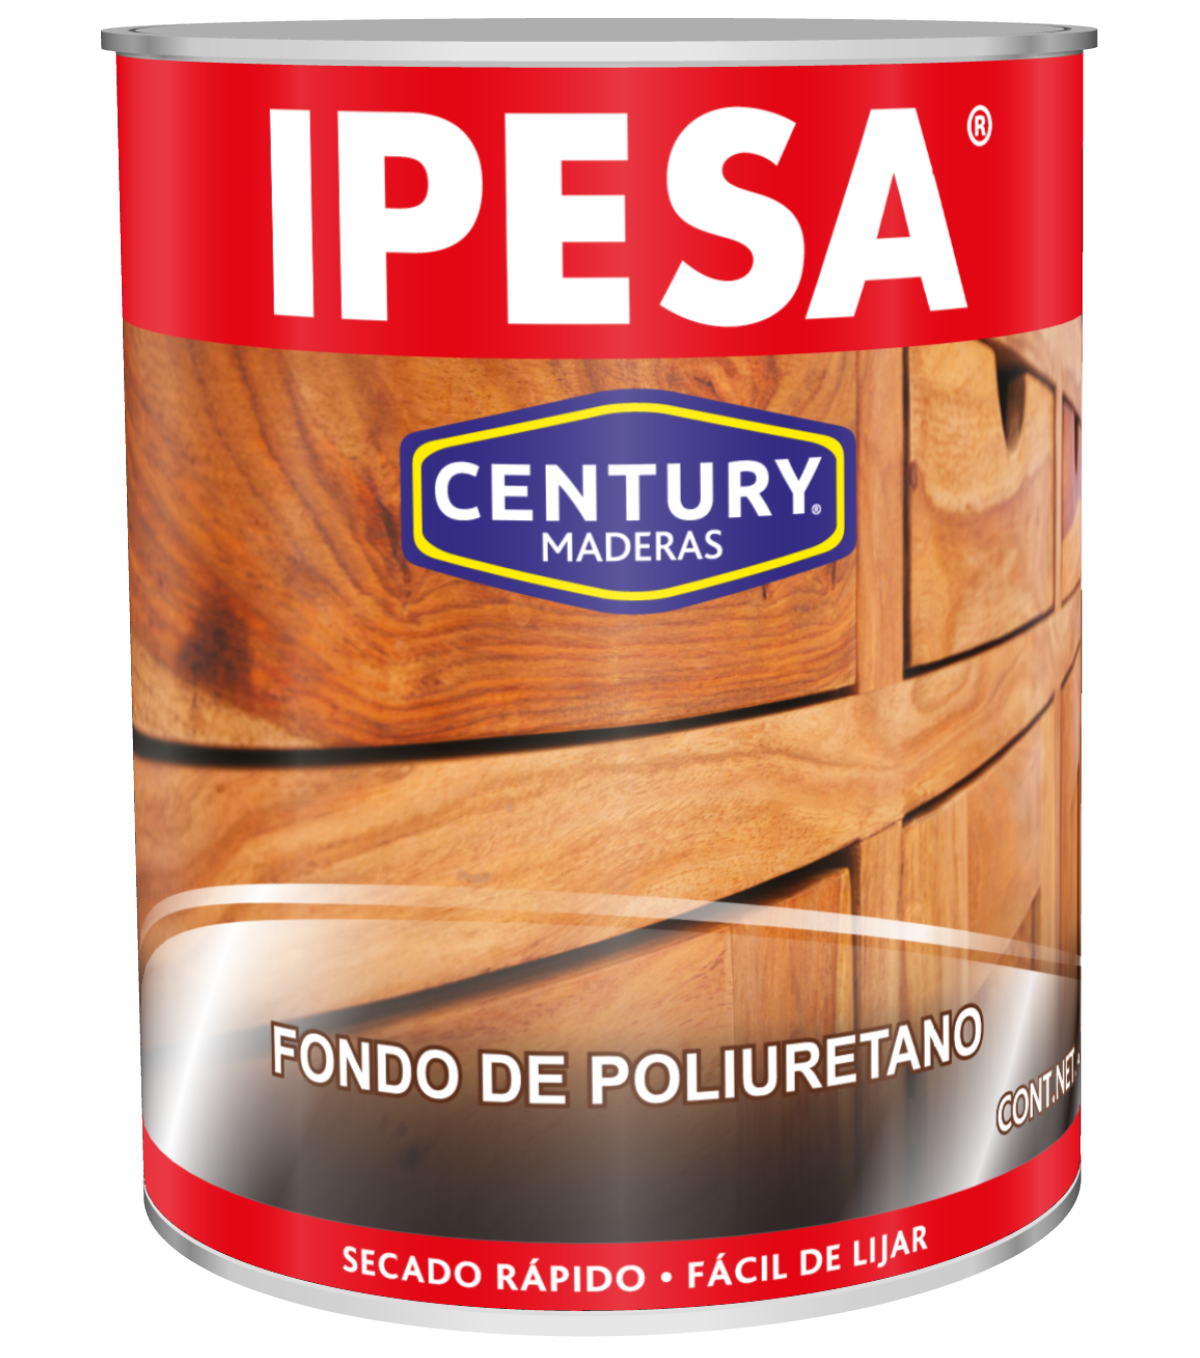 IPESA®
CENTURY®
MADERAS
FONDO DE POLIURETANO
CONT.NET.
SECADO RÁPIDO • FÁCIL DE LIJAR